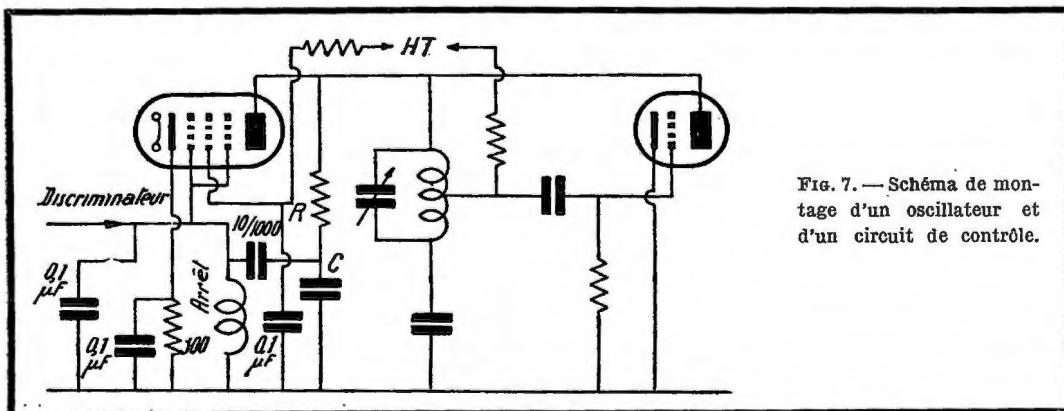 HT
Discriminateur
R
10/1000
C
0,1
µF
0,1
µF
300
Arrêt
0,1
µF
FIG. 7. — Schéma de mon-
tage d'un oscillateur et
d'un circuit de contrôle.